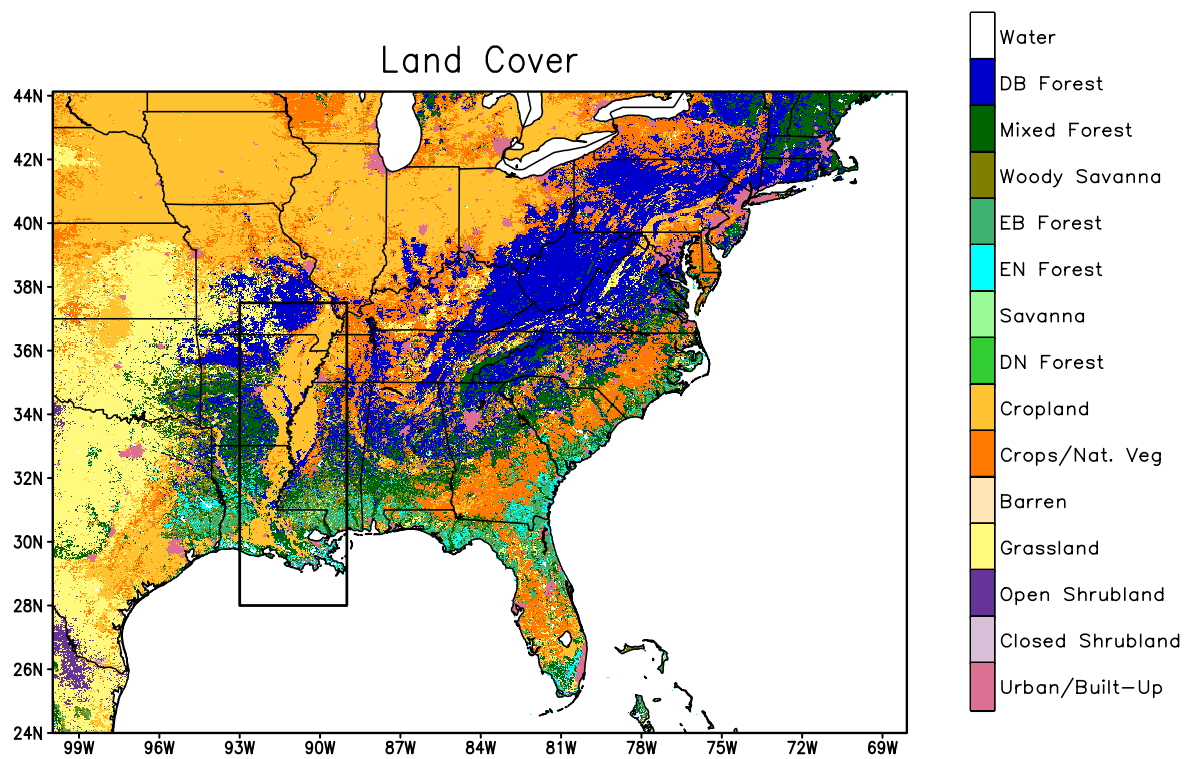 Land Cover
44N
42N
40N
38N
36N
34N
32N
30N
28N
26N
24N
99W 96W 93W 90W 87W 84W 81W 78W 75W 72W 69W
Water
DB Forest
Mixed Forest
Woody Savanna
EB Forest
EN Forest
Savanna
DN Forest
Cropland
Crops/Nat. Veg
Barren
Grassland
Open Shrubland
Closed Shrubland
Urban/Built-Up